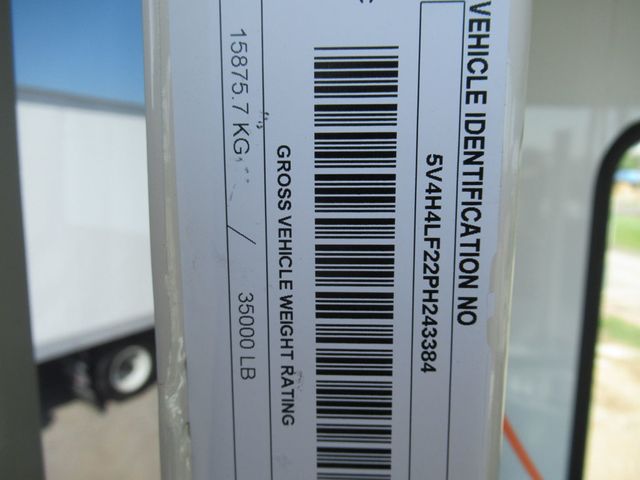 VEHICLE IDENTIFICATION NO
5V4H4LF22PH243384
GROSS VEHICLE WEIGHT RATING
15875.7 KG / 35000 LB